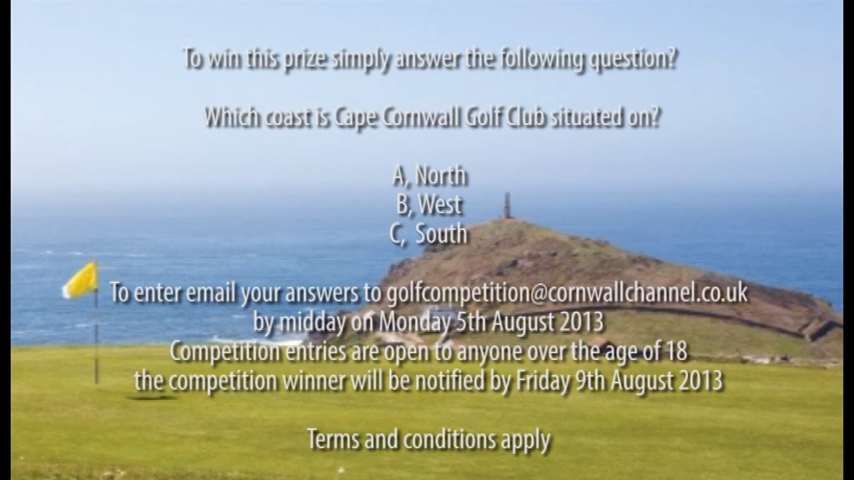 To win this prize simply answer the following question?
Which coast is Cape Cornwall Golf Club situated on?
A, North
B, West
C, South
To enter email your answers to golfcompetition@cornwallchannel.co.uk
by midday on Monday 5th August 2013
Competition entries are open to anyone over the age of 18
the competition winner will be notified by Friday 9th August 2013
Terms and conditions apply